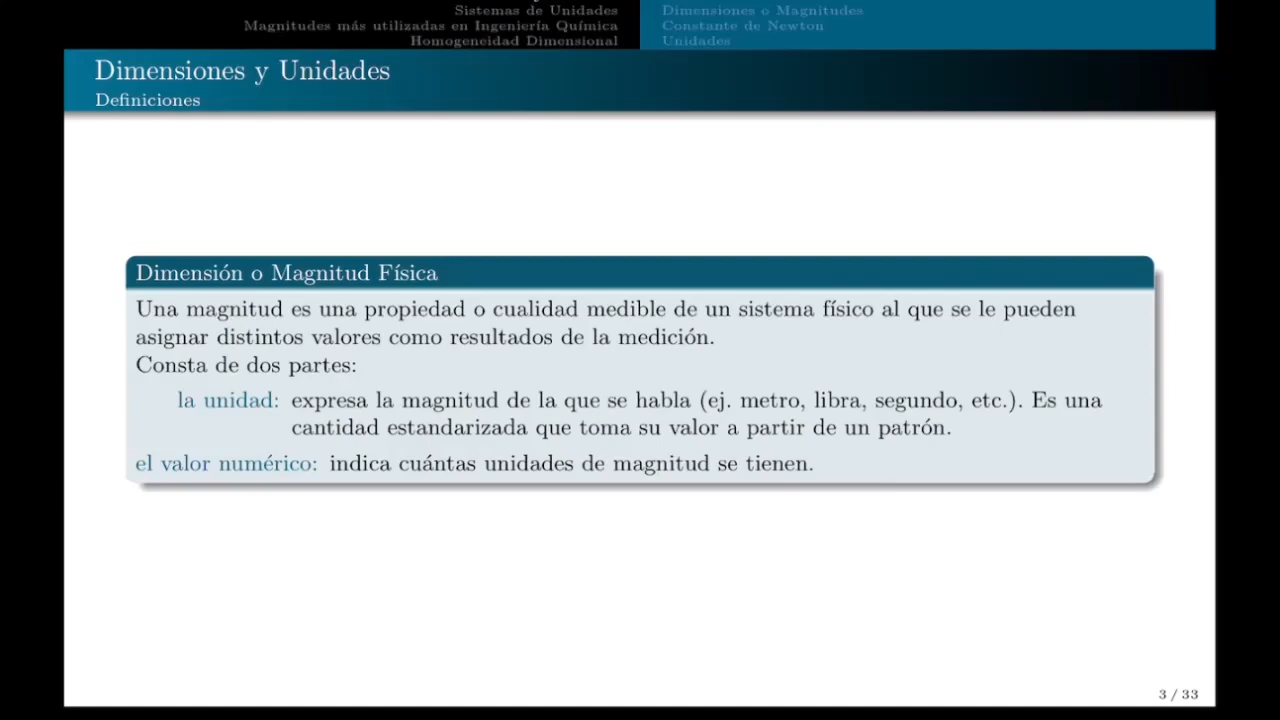 Sistemas de Unidades
Magnitudes más utilizadas en Ingeniería Química
Homogeneidad Dimensional
Dimensiones o Magnitudes
Constante de Newton
Unidades
Dimensiones y Unidades
Definiciones
Dimensión o Magnitud Física
Una magnitud es una propiedad o cualidad medible de un sistema físico al que se le pueden
asignar distintos valores como resultados de la medición.
Consta de dos partes:
la unidad: expresa la magnitud de la que se habla (ej. metro, libra, segundo, etc.). Es una
cantidad estandarizada que toma su valor a partir de un patrón.
el valor numérico: indica cuántas unidades de magnitud se tienen.
3 / 33